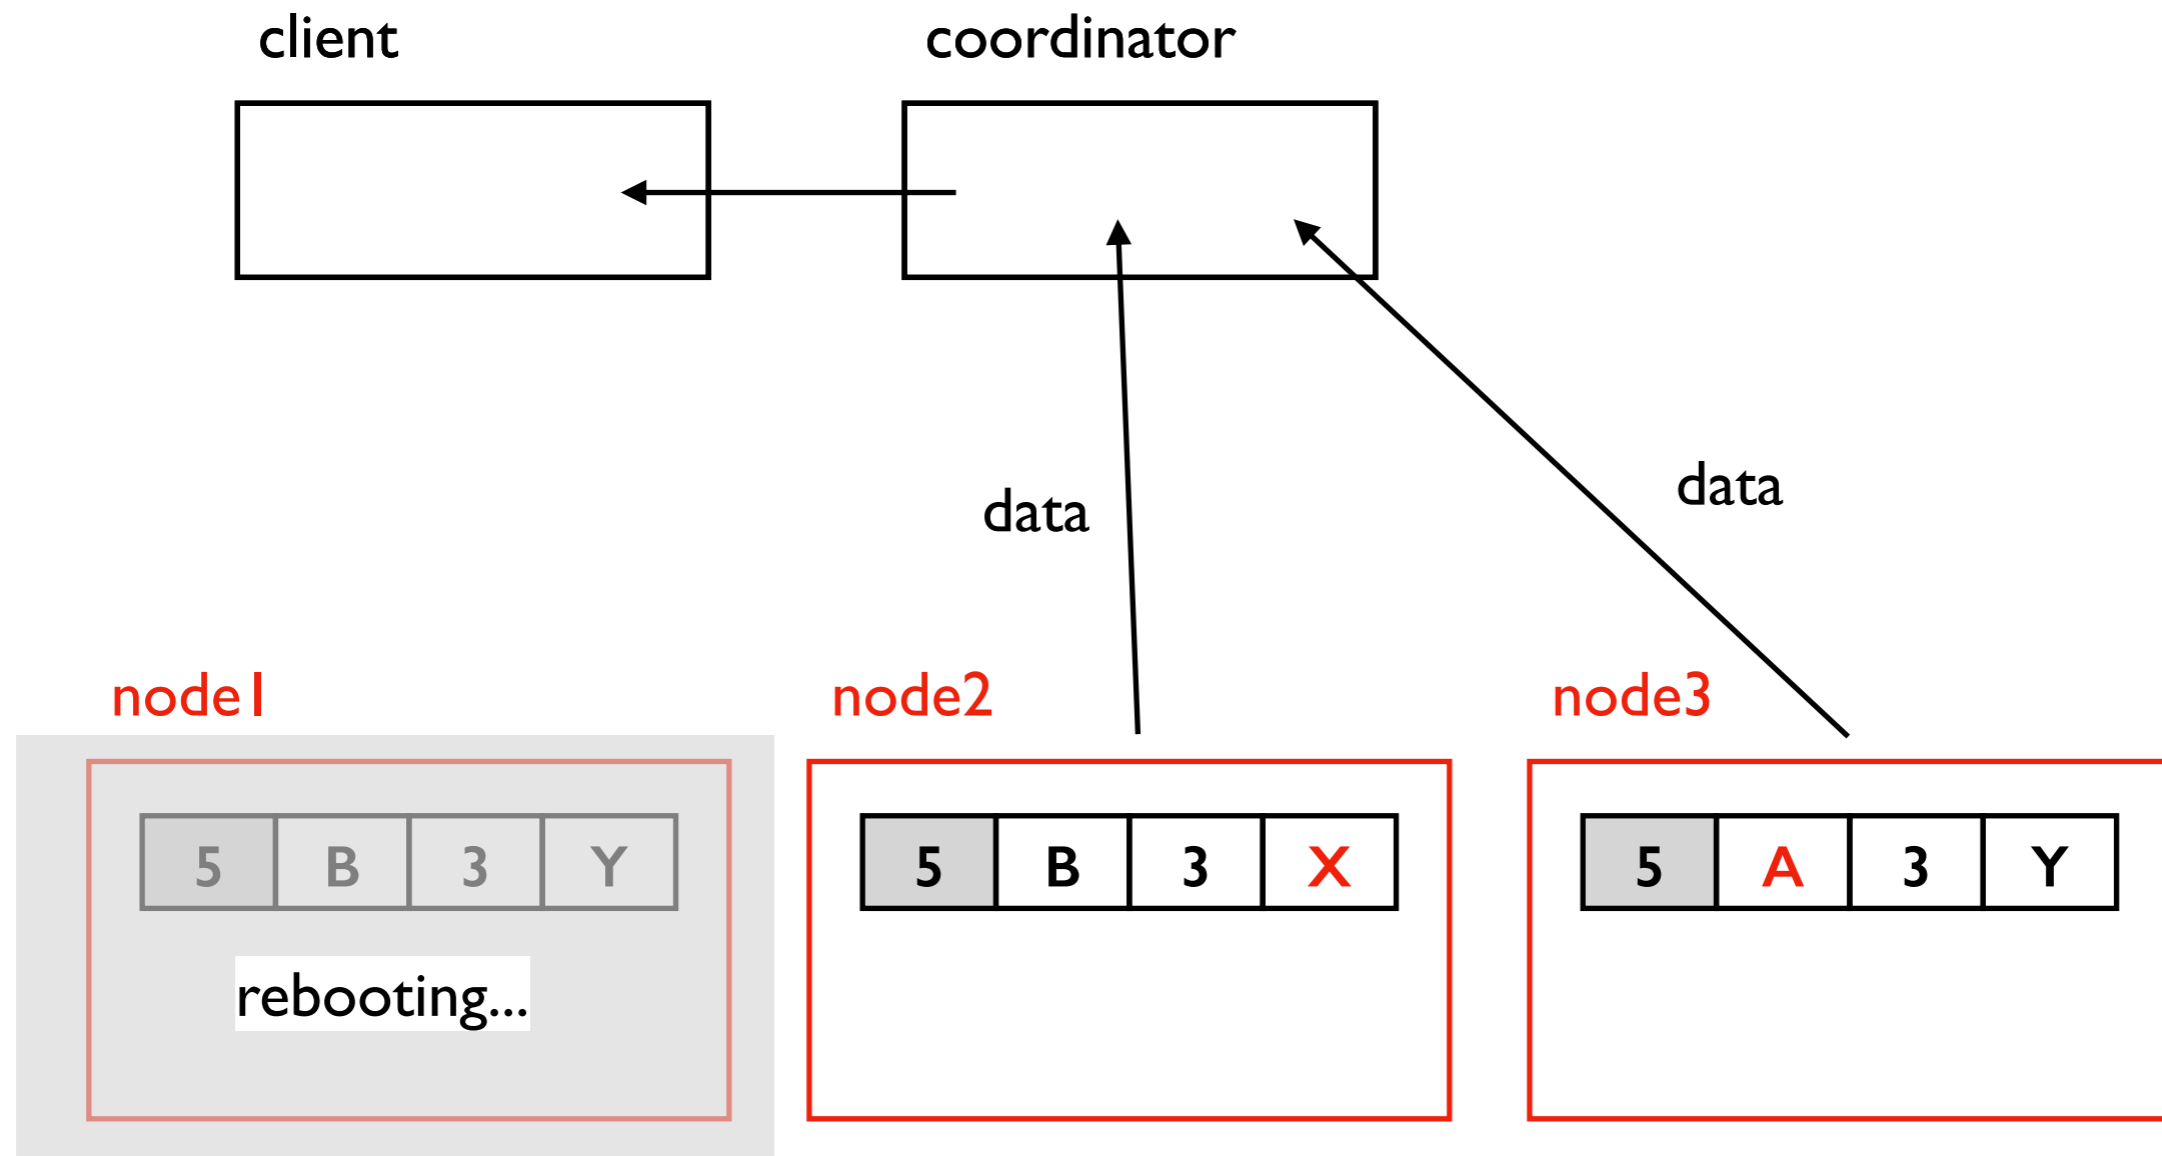 client
coordinator
data
data
node1
node2
node3
5 B 3 Y
5 B 3 X
5 A 3 Y
rebooting...